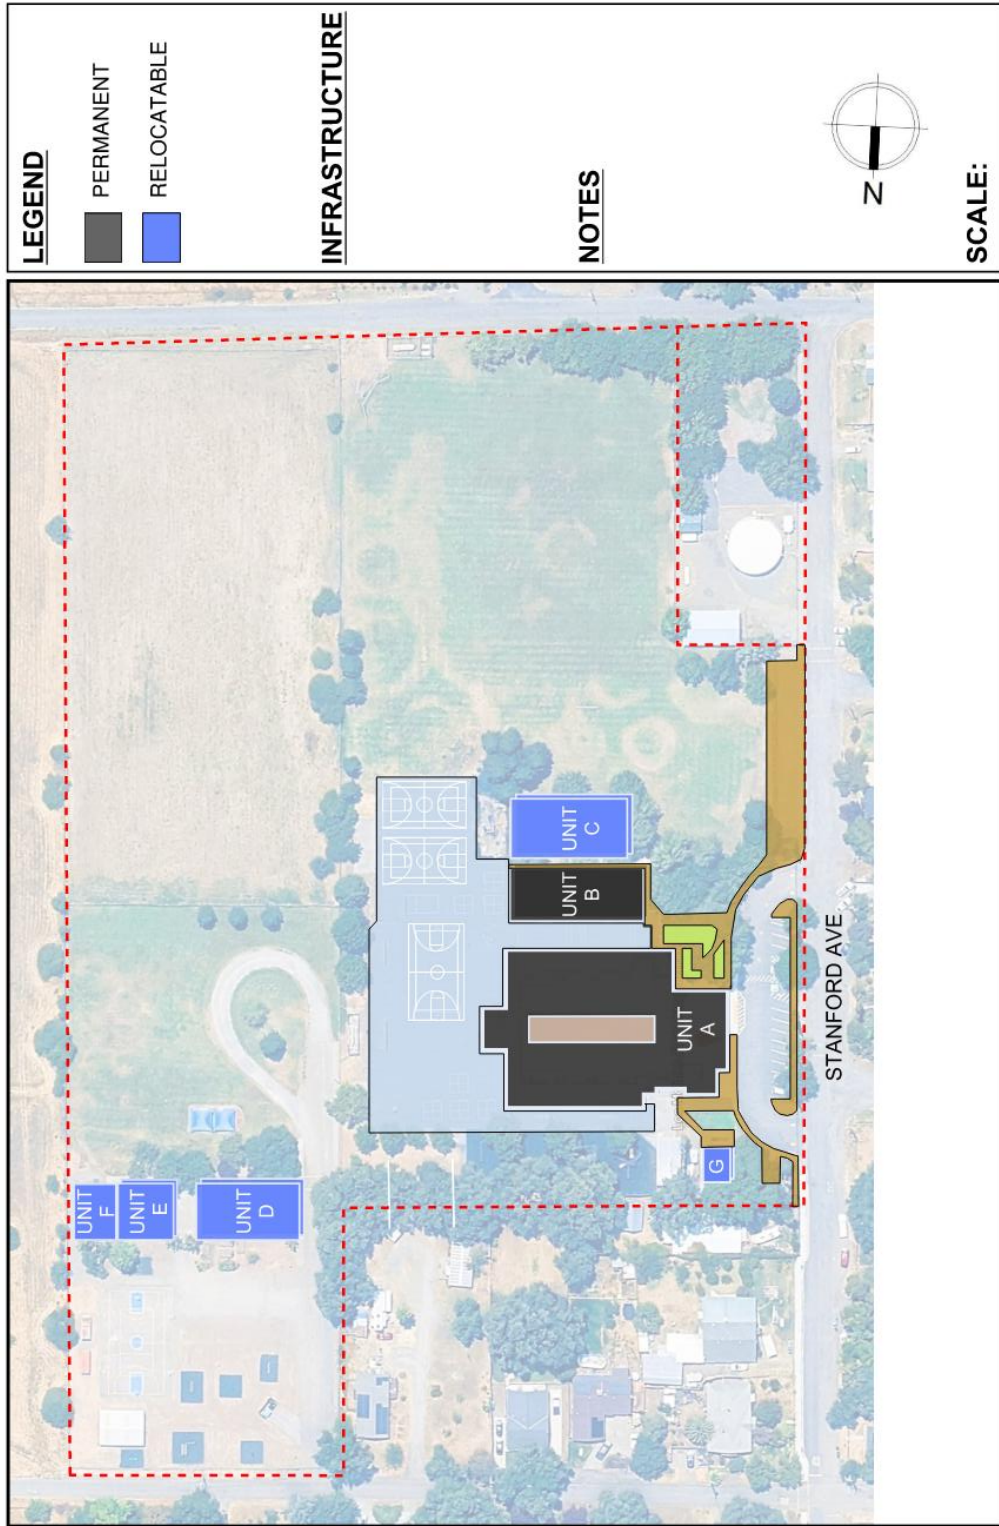 LEGEND
PERMANENT
RELOCATABLE
INFRASTRUCTURE
NOTES
N
SCALE:
UNIT
F
UNIT
E
UNIT
D
UNIT
C
UNIT
B
UNIT
A
G
STANFORD AVE